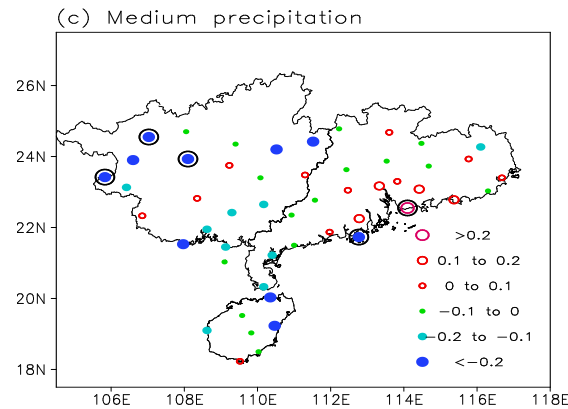 (c) Medium precipitation
26N
24N
22N
20N
18N
>0.2
0.1 to 0.2
0 to 0.1
−0.1 to 0
−0.2 to −0.1
<−0.2
106E 108E 110E 112E 114E 116E 118E